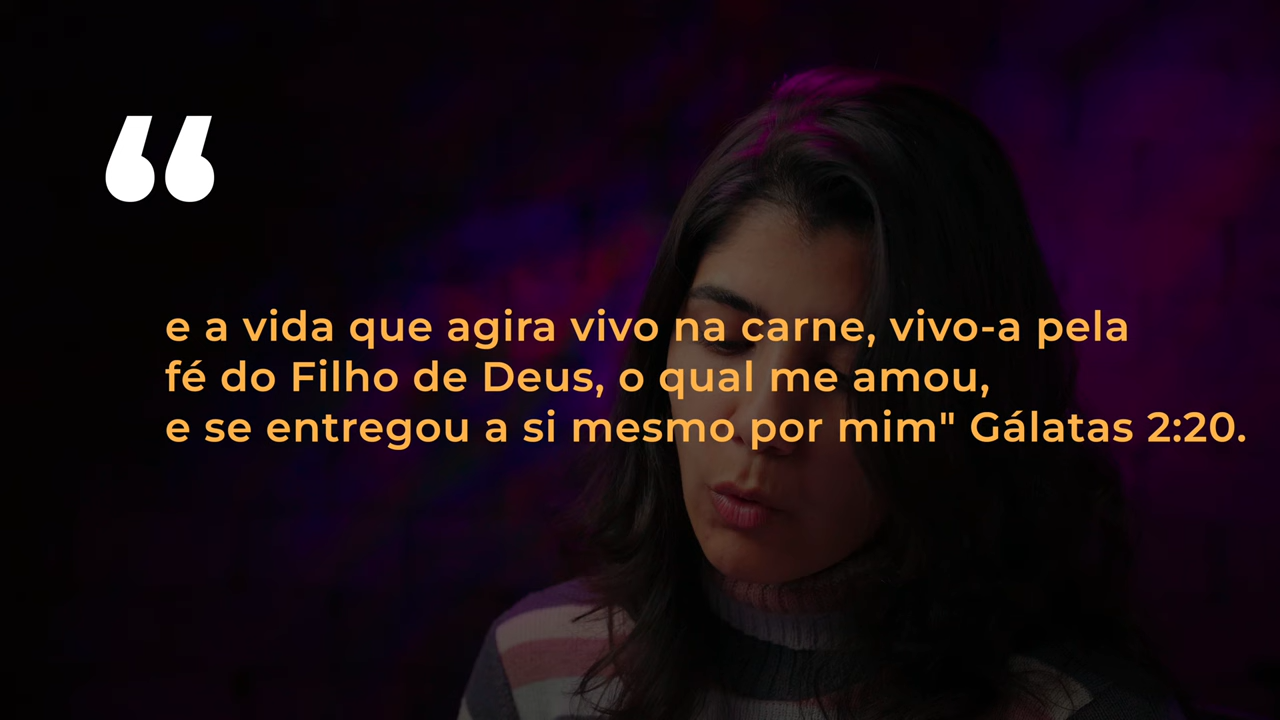 “
e a vida que agira vivo na carne, vivo-a pela
fé do Filho de Deus, o qual me amou,
e se entregou a si mesmo por mim" Gálatas 2:20.